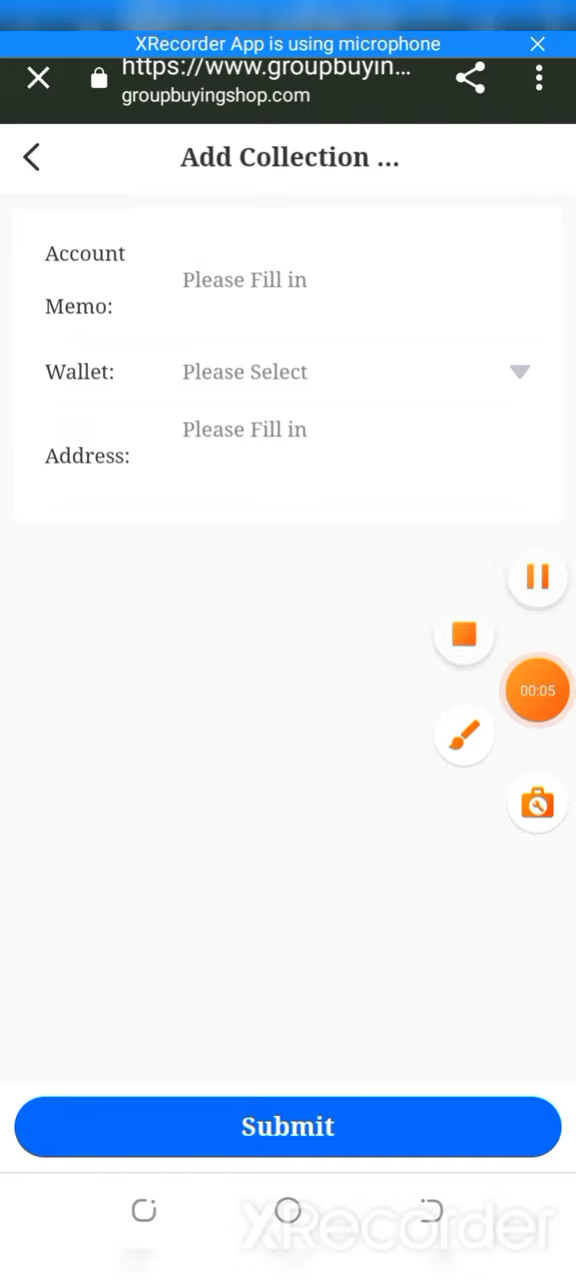 XRecorder App is using microphone
https://www.groupbuyin...
groupbuyingshop.com
Add Collection ...
Account
Memo:
Please Fill in
Wallet:
Please Select
Please Fill in
Address:
00:05
Submit
XRecorder